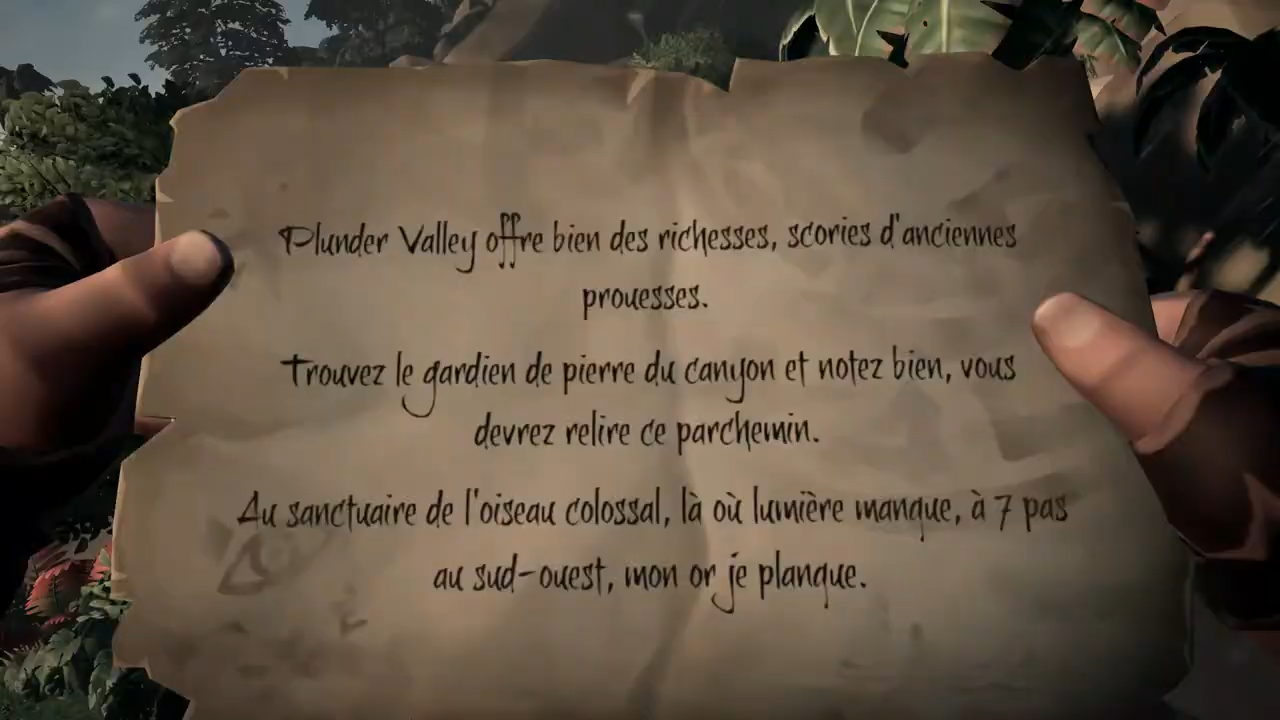 Plunder Valley offre bien des richesses, scories d'anciennes
prouesses.
Trouvez le gardien de pierre du canyon et notez bien, vous
devrez relire ce parchemin.
Au sanctuaire de l'oiseau colossal, là où lumière manque, à 7 pas
au sud-ouest, mon or je planque.